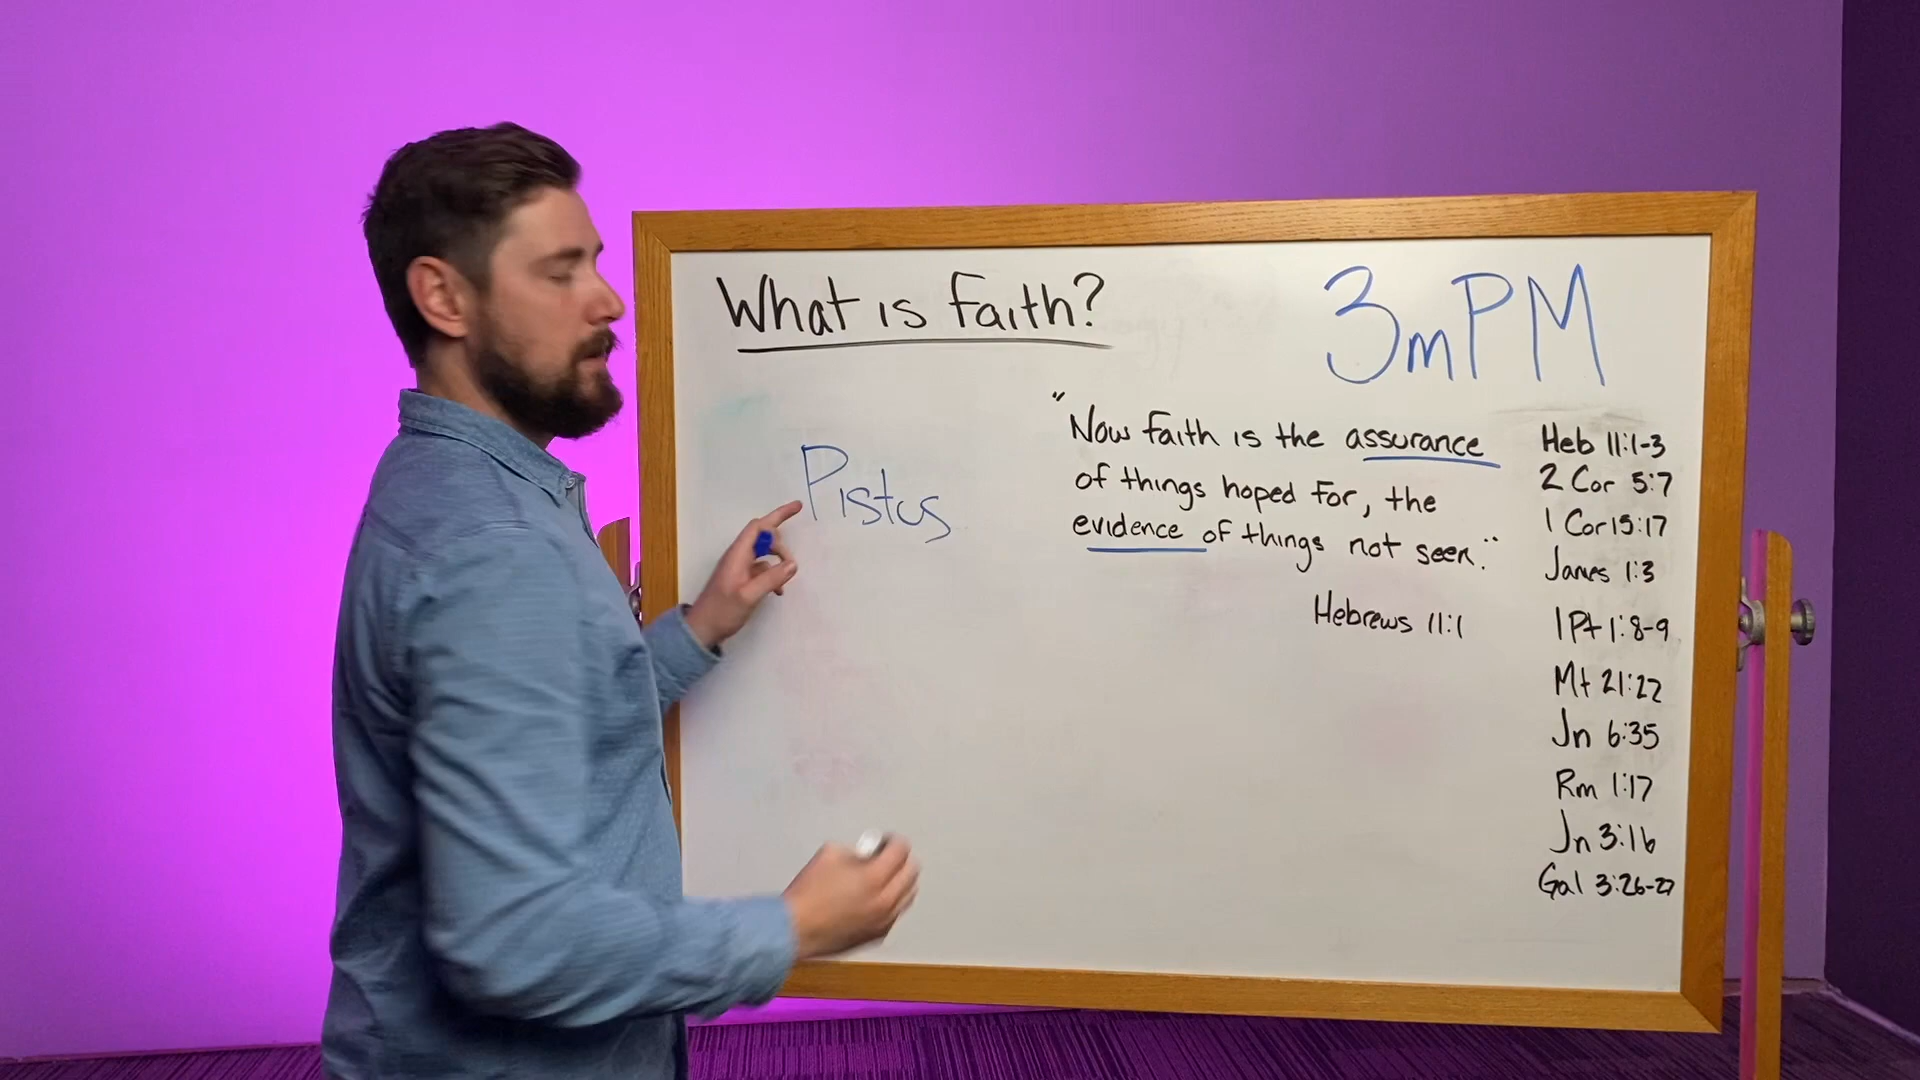 What is Faith?
3mPM
Pistus
"Now Faith is the assurance
of things hoped For, the
evidence of things not seen."
Hebrews 11:1
Heb 11:1-3
2 Cor 5:7
1 Cor 15:17
James 1:3
1 Pt 1:8-9
Mt 21:22
Jn 6:35
Rm 1:17
Jn 3:16
Gal 3:26-27